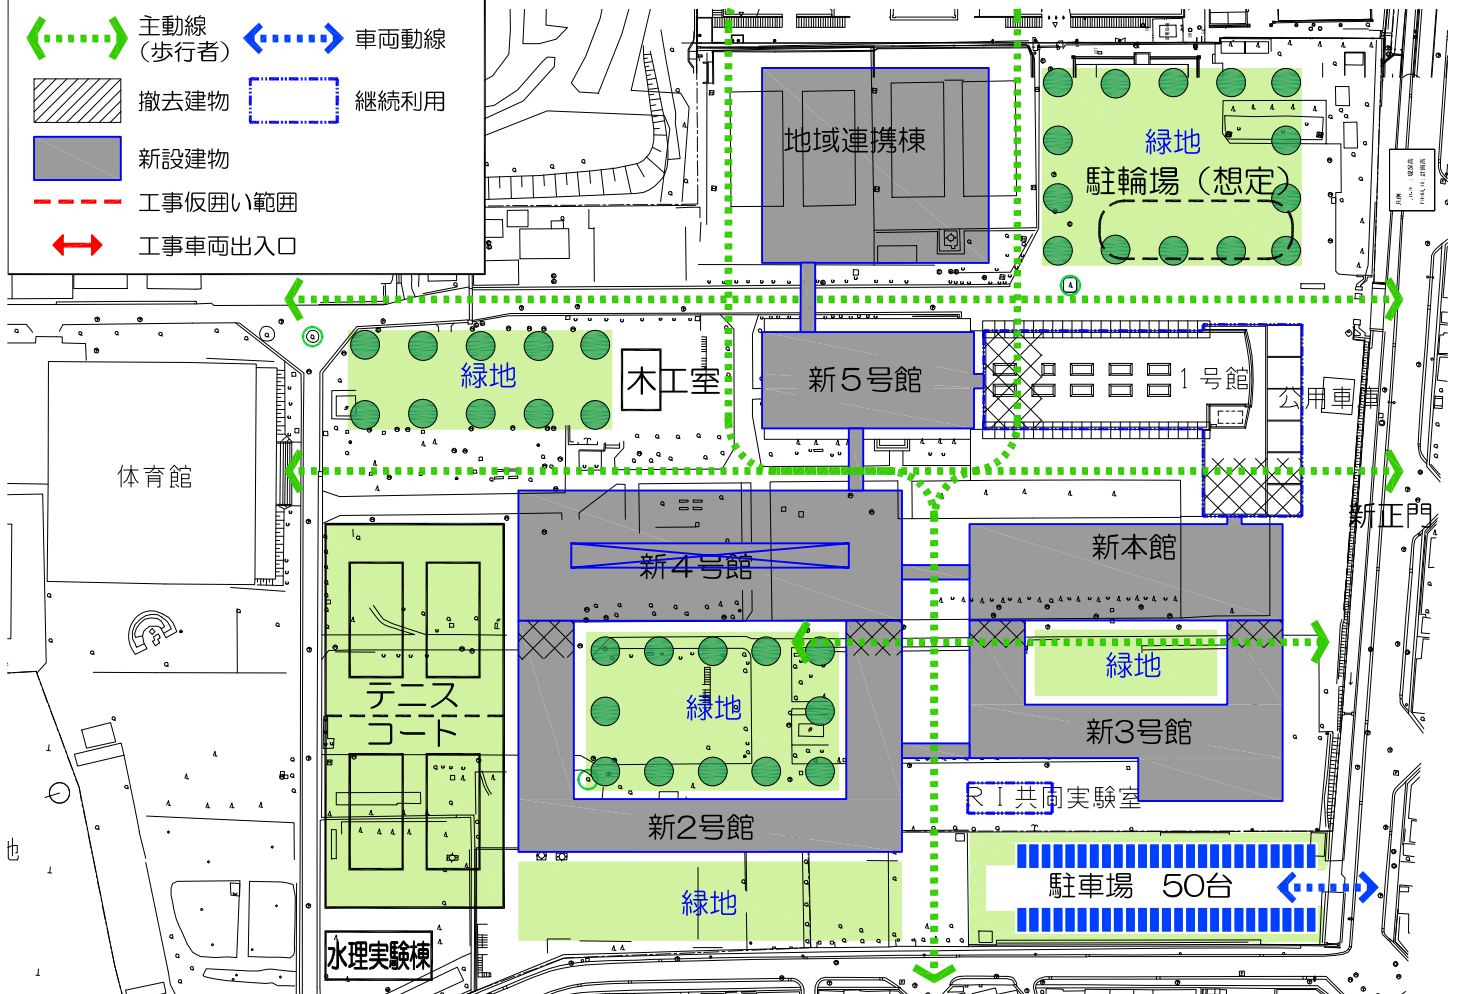 主動線
（歩行者）
車両動線
撤去建物
継続利用
新設建物
工事仮囲い範囲
工事車両出入口
地域連携棟
緑地
駐輪場（想定）
緑地
木工室
新５号館
１号館
公用車庫
体育館
新正門
新４号館
新本館
テニス
コート
緑地
緑地
新３号館
ＲＩ共同実験室
新２号館
緑地
駐車場　50台
水理実験棟